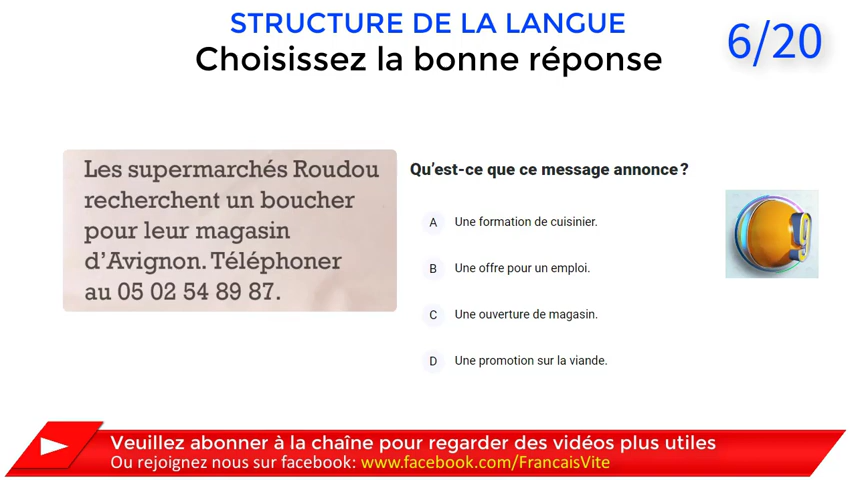 STRUCTURE DE LA LANGUE
Choisissez la bonne réponse
6/20
Les supermarchés Roudou
recherchent un boucher
pour leur magasin
d'Avignon. Téléphoner
au 05 02 54 89 87.
Qu'est-ce que ce message annonce ?
A Une formation de cuisinier.
B Une offre pour un emploi.
C Une ouverture de magasin.
D Une promotion sur la viande.
9
Veuillez abonner à la chaîne pour regarder des vidéos plus utiles
Ou rejoignez nous sur facebook: www.facebook.com/FrancaisVite